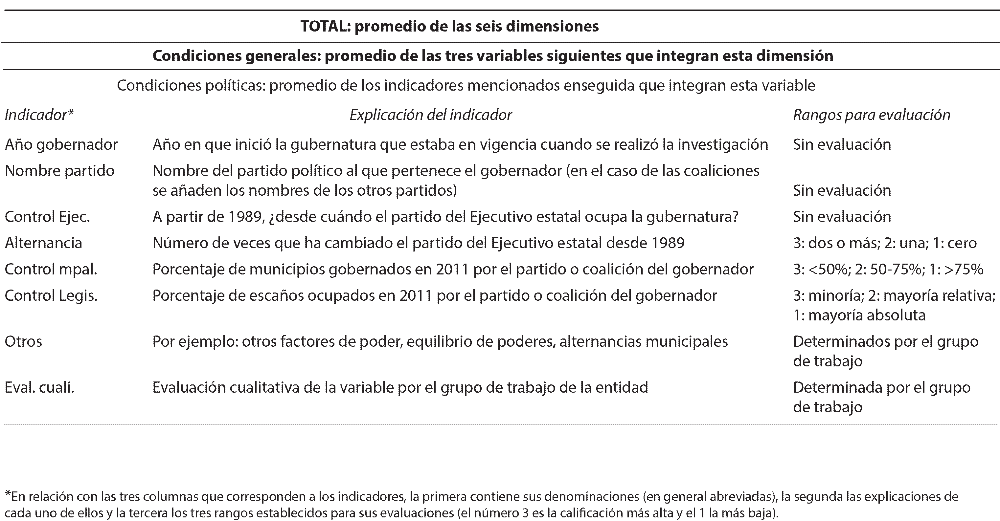 TOTAL: promedio de las seis dimensiones
Condiciones generales: promedio de las tres variables siguientes que integran esta dimensión
Condiciones políticas: promedio de los indicadores mencionados enseguida que integran esta variable
Indicador* Explicación del indicador Rangos para evaluación
Año gobernador Año en que inició la gubernatura que estaba en vigencia cuando se realizó la investigación Sin evaluación
Nombre partido Nombre del partido político al que pertenece el gobernador (en el caso de las coaliciones
se añaden los nombres de los otros partidos) Sin evaluación
Control Ejec. A partir de 1989, ¿desde cuándo el partido del Ejecutivo estatal ocupa la gubernatura? Sin evaluación
Alternancia Número de veces que ha cambiado el partido del Ejecutivo estatal desde 1989 3: dos o más; 2: una; 1: cero
Control mpal. Porcentaje de municipios gobernados en 2011 por el partido o coalición del gobernador 3: <50%; 2: 50-75%; 1: >75%
Control Legis. Porcentaje de escaños ocupados en 2011 por el partido o coalición del gobernador 3: minoría; 2: mayoría relativa;
1: mayoría absoluta
Otros Por ejemplo: otros factores de poder, equilibrio de poderes, alternancias municipales Determinados por el grupo
de trabajo
Eval. cuali. Evaluación cualitativa de la variable por el grupo de trabajo de la entidad Determinada por el grupo
de trabajo
*En relación con las tres columnas que corresponden a los indicadores, la primera contiene sus denominaciones (en general abreviadas), la segunda las explicaciones de
cada uno de ellos y la tercera los tres rangos establecidos para sus evaluaciones (el número 3 es la calificación más alta y el 1 la más baja).